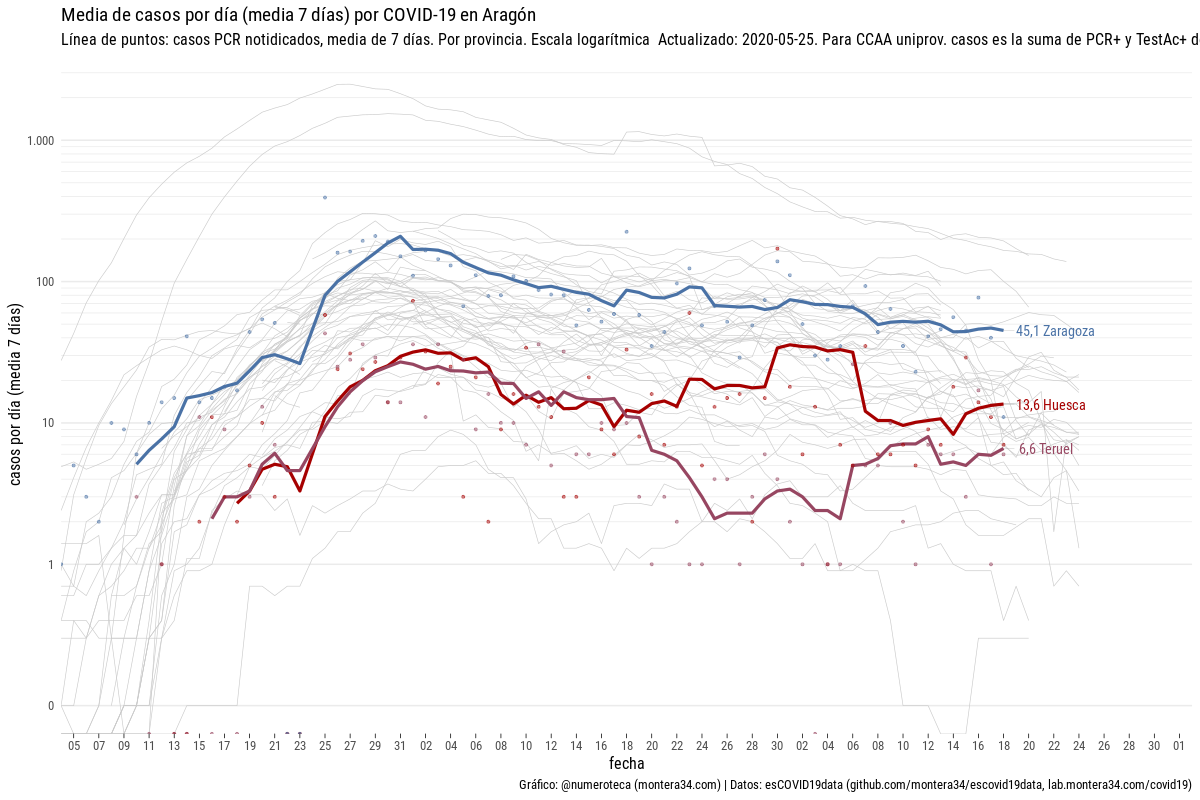 Media de casos por día (media 7 días) por COVID-19 en Aragón
Línea de puntos: casos PCR notidicados, media de 7 días. Por provincia. Escala logarítmica  Actualizado: 2020-05-25. Para CCAA uniprov. casos es la suma de PCR+ y TestAc+ d
casos por día (media 7 días)
1.000
100
10
1
0
45,1 Zaragoza
13,6 Huesca
6,6 Teruel
05 07 09 11 13 15 17 19 21 23 25 27 29 31 02 04 06 08 10 12 14 16 18 20 22 24 26 28 30 02 04 06 08 10 12 14 16 18 20 22 24 26 28 30 01
fecha
Gráfico: @numeroteca (montera34.com) | Datos: esCOVID19data (github.com/montera34/escovid19data, lab.montera34.com/covid19)